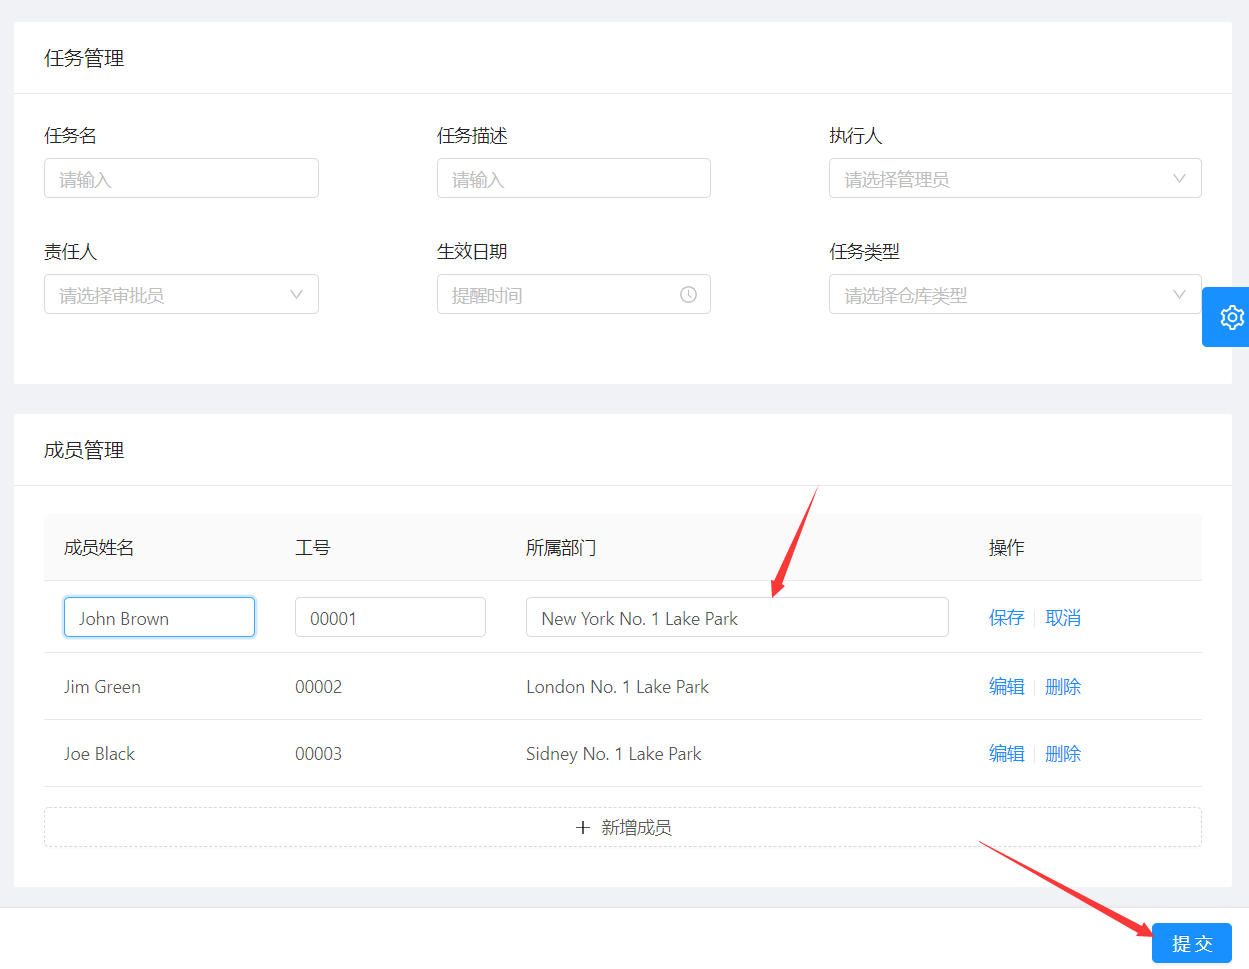 任务管理
任务名 任务描述 执行人
请输入 请输入 请选择管理员
责任人 生效日期 任务类型
请选择审批员 提醒时间 请选择仓库类型
成员管理
成员姓名 工号 所属部门 操作
John Brown 00001 New York No. 1 Lake Park 保存 取消
Jim Green 00002 London No. 1 Lake Park 编辑 删除
Joe Black 00003 Sidney No. 1 Lake Park 编辑 删除
+ 新增成员
提交